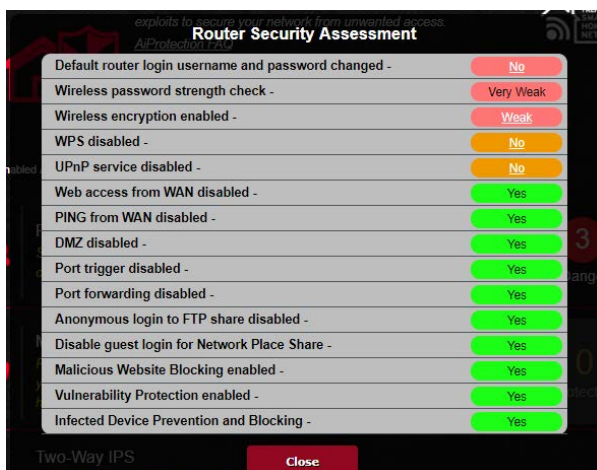 exploits to secure your network from unwanted access.
AiProtection FAQ
Router Security Assessment
Default router login username and password changed - No
Wireless password strength check - Very Weak
Wireless encryption enabled - Weak
WPS disabled - No
UPnP service disabled - No
Web access from WAN disabled - Yes
PING from WAN disabled - Yes
DMZ disabled - Yes
Port trigger disabled - Yes
Port forwarding disabled - Yes
Anonymous login to FTP share disabled - Yes
Disable guest login for Network Place Share - Yes
Malicious Website Blocking enabled - Yes
Vulnerability Protection enabled - Yes
Infected Device Prevention and Blocking - Yes
3
0
Two-Way IPS
Close